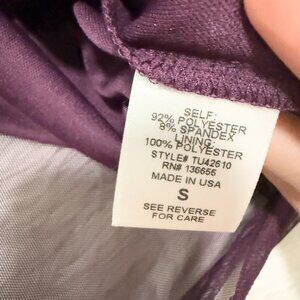 SELF:
92% POLYESTER
8% SPANDEX
LINING:
100% POLYESTER
STYLE# TU42610
RN# 136655
MADE IN USA
S
SEE REVERSE
FOR CARE